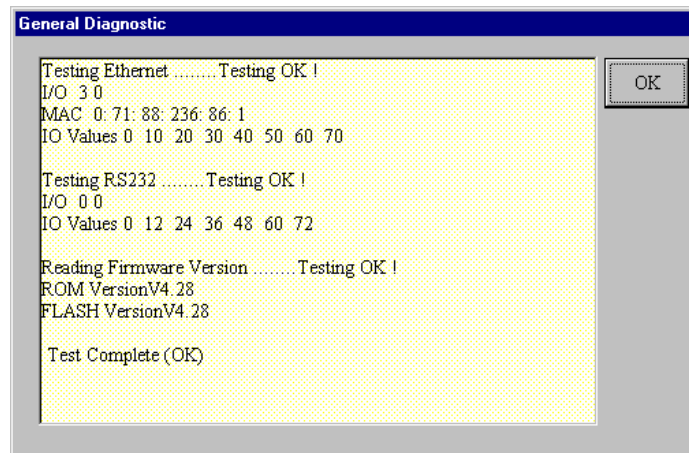 General Diagnostic
Testing Ethernet ........Testing OK !
I/O 3 0
MAC 0: 71: 88: 236: 86: 1
IO Values 0 10 20 30 40 50 60 70
Testing RS232 ........Testing OK !
I/O 0 0
IO Values 0 12 24 36 48 60 72
Reading Firmware Version ........Testing OK !
ROM VersionV4.28
FLASH VersionV4.28
Test Complete (OK)
OK